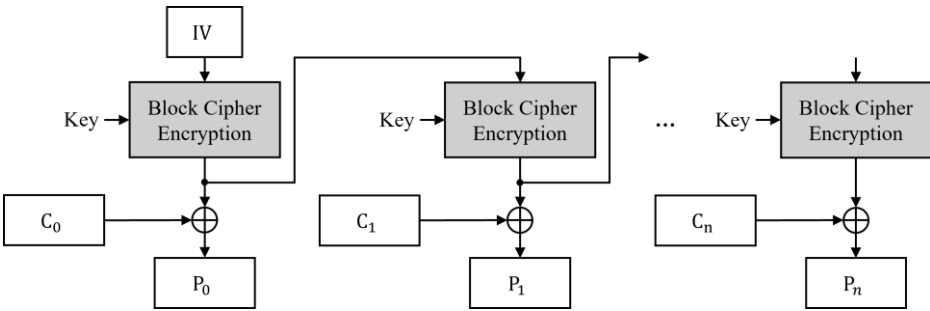 IV
Key
Block Cipher
Encryption
Key
Block Cipher
Encryption
...
Key
Block Cipher
Encryption
C₀
C₁
Cₙ
P₀
P₁
Pₙ